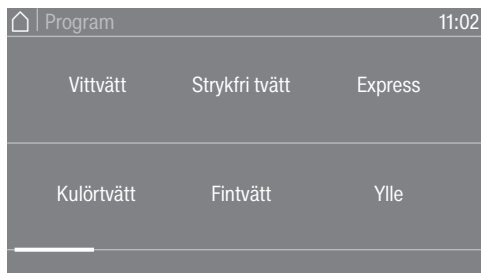 Program 11:02
Vittvätt Strykfri tvätt Express
Kulörtvätt Fintvätt Ylle